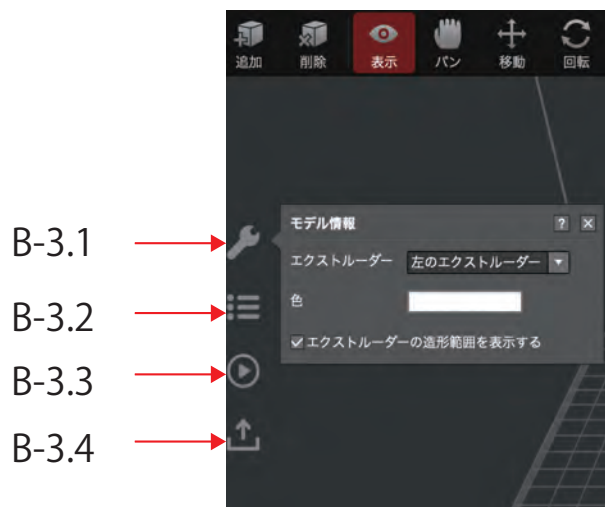 追加 削除 表示 パン 移動 回転
B-3.1
モデル情報 ? ×
エクストルーダー 左のエクストルーダー
B-3.2
色
エクストルーダーの造形範囲を表示する
B-3.3
B-3.4